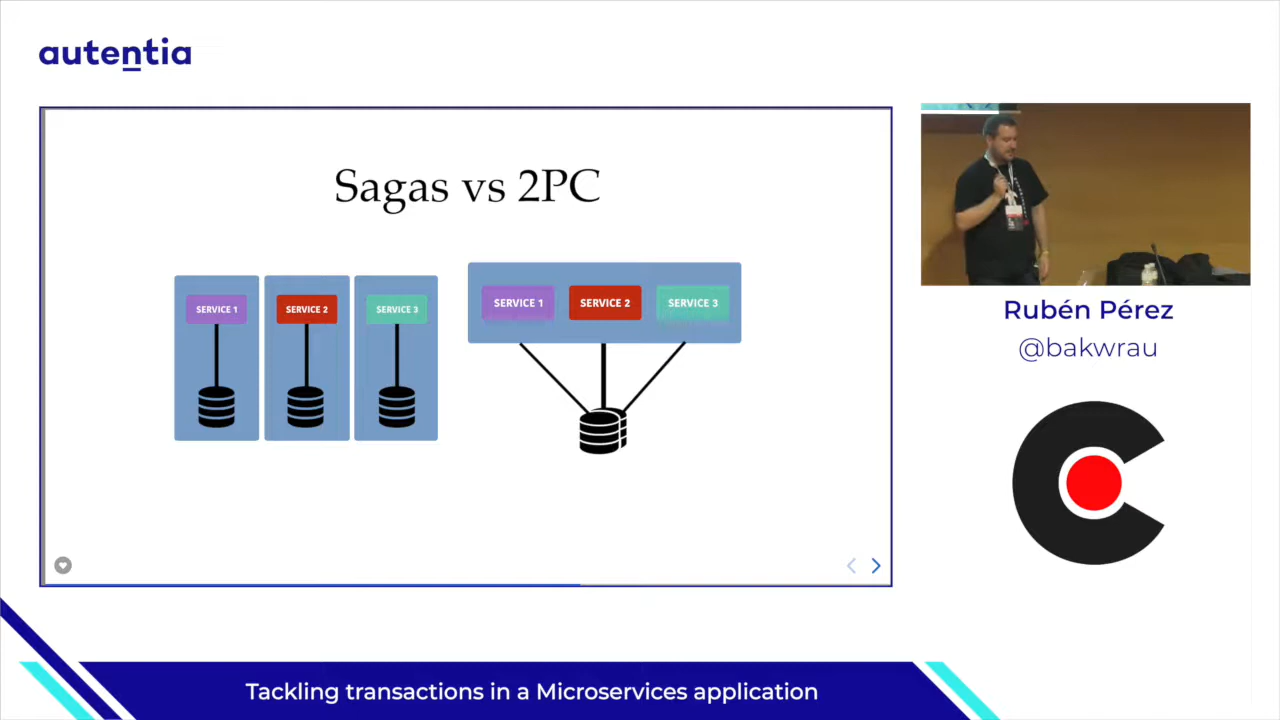 autentia
Sagas vs 2PC
SERVICE 1
SERVICE 2
SERVICE 3
SERVICE 1
SERVICE 2
SERVICE 3
Rubén Pérez
@bakwrau
Tackling transactions in a Microservices application